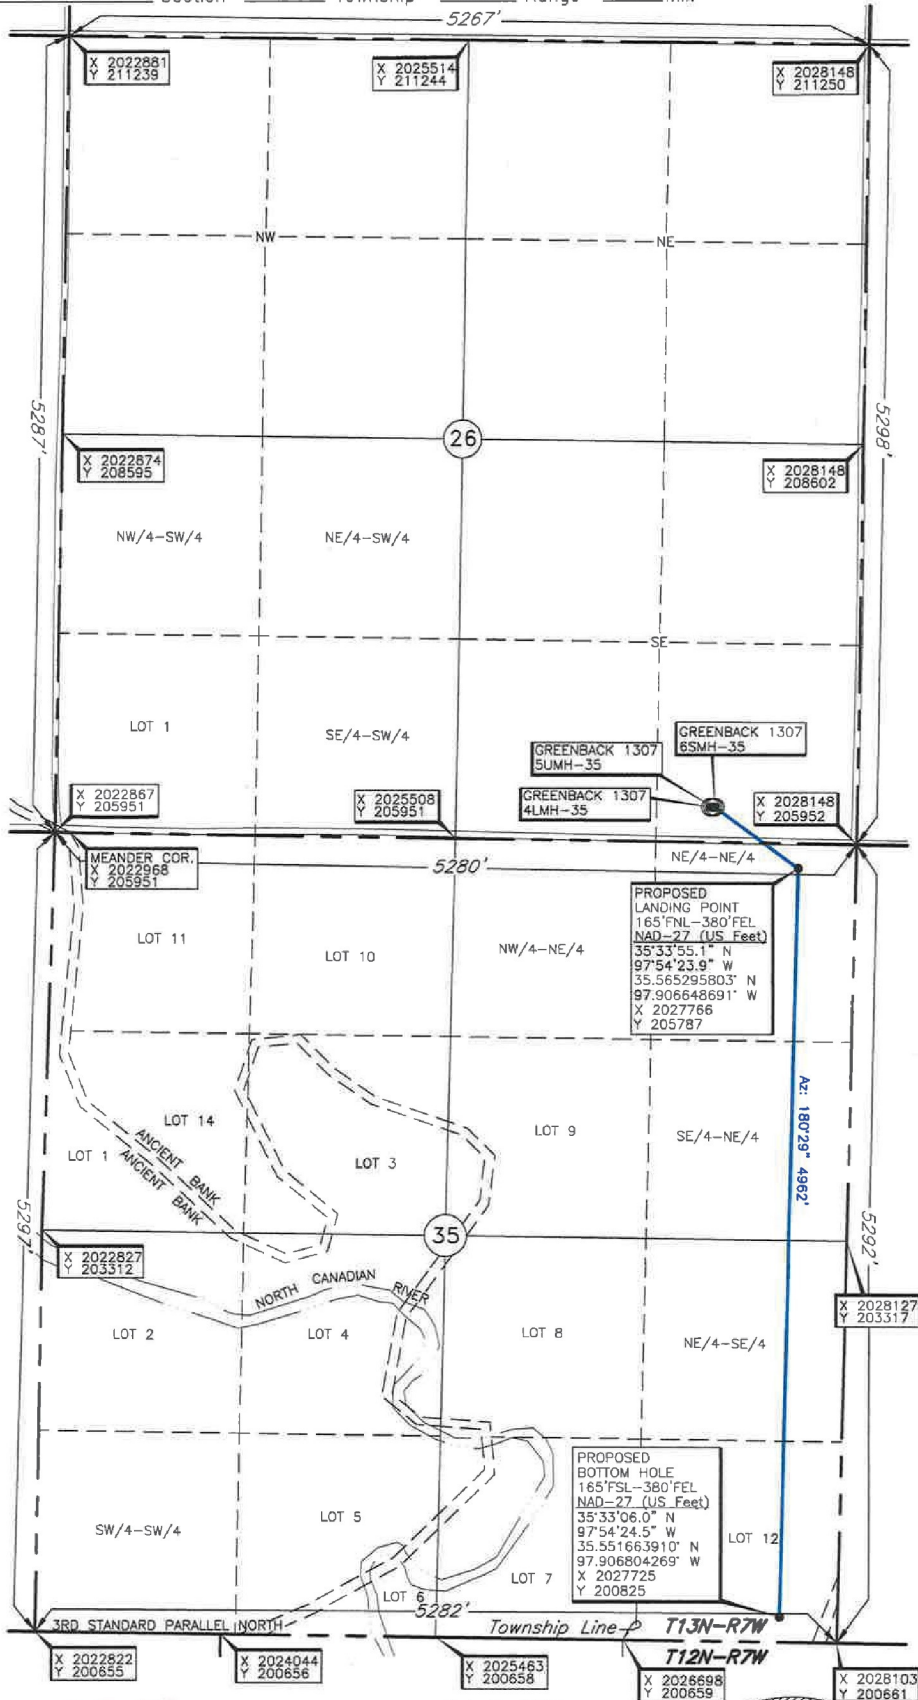 Section Township Range
5267'
X 2022881
Y 211239
X 2025514
Y 211244
X 2028148
Y 211250
NW
NE
5287'
26
5298'
X 2022874
Y 208595
X 2028148
Y 208602
NW/4-SW/4
NE/4-SW/4
SE
LOT 1
SE/4-SW/4
GREENBACK 1307
6SMH-35
GREENBACK 1307
5UMH-35
GREENBACK 1307
4LMH-35
X 2022867
Y 205951
X 2025508
Y 205951
X 2028148
Y 205952
MEANDER COR.
X 2022968
Y 205951
5280'
NE/4-NE/4
PROPOSED
LANDING POINT
165'FNL-380'FEL
NAD-27 (US Feet)
35°33'55.1" N
97°54'23.9" W
35.565295803° N
97.906648691° W
X 2027766
Y 205787
LOT 11
LOT 10
NW/4-NE/4
Az: 180°29" 4962'
LOT 14
LOT 9
SE/4-NE/4
LOT 1
ANCIENT BANK
ANCIENT BANK
LOT 3
5297'
35
5292'
X 2022827
Y 203312
NORTH CANADIAN RIVER
X 2028127
Y 203317
LOT 2
LOT 4
LOT 8
NE/4-SE/4
PROPOSED
BOTTOM HOLE
165'FSL-380'FEL
NAD-27 (US Feet)
35°33'06.0" N
97°54'24.5" W
35.551663910° N
97.906804269° W
X 2027725
Y 200825
SW/4-SW/4
LOT 5
LOT 12
LOT 7
LOT 6
5282'
3RD STANDARD PARALLEL NORTH
Township Line
T13N-R7W
T12N-R7W
X 2022822
Y 200655
X 2024044
Y 200656
X 2025463
Y 200658
X 2026698
Y 200659
X 2028103
Y 200661